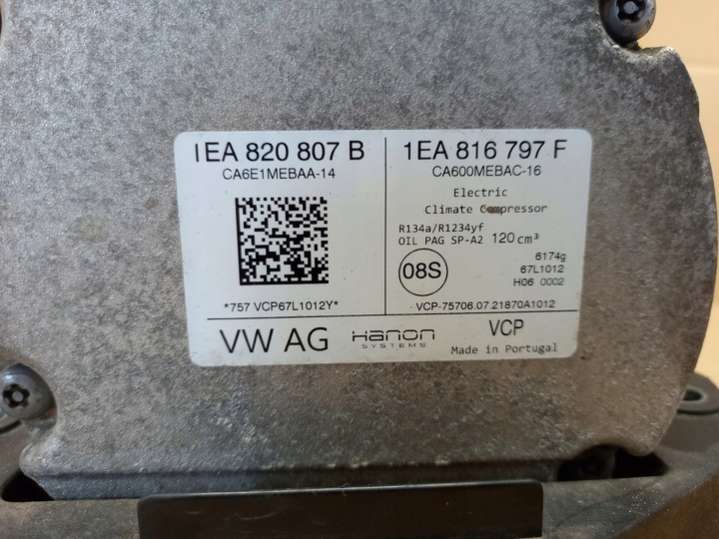 1EA 820 807 B
CA6E1MEBAA-14
*757 VCP67L1012Y*
1EA 816 797 F
CA600MEBAC-16
Electric
Climate Compressor
R134a/R1234yf
OIL PAG SP-A2 120 cm³
08S
6174g
67L1012
H06 0002
VCP-75706.07.21870A1012
VW AG
Hanon
SYSTEMS
VCP
Made in Portugal